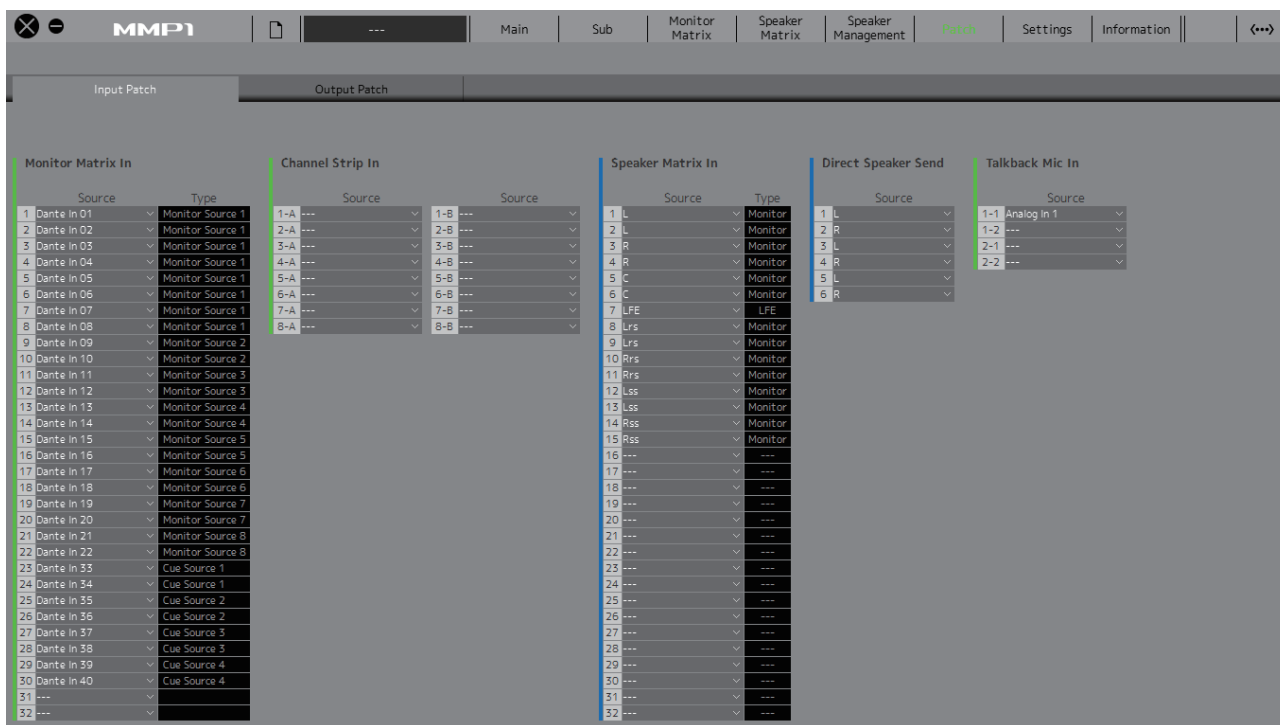 MMP1
---
Main
Sub
Monitor Matrix
Speaker Matrix
Speaker Management
Settings
Information
Input Patch
Output Patch
Monitor Matrix In
Source Type
1 Dante In 01 Monitor Source 1
2 Dante In 02 Monitor Source 1
3 Dante In 03 Monitor Source 1
4 Dante In 04 Monitor Source 1
5 Dante In 05 Monitor Source 1
6 Dante In 06 Monitor Source 1
7 Dante In 07 Monitor Source 1
8 Dante In 08 Monitor Source 1
9 Dante In 09 Monitor Source 2
10 Dante In 10 Monitor Source 2
11 Dante In 11 Monitor Source 3
12 Dante In 12 Monitor Source 3
13 Dante In 13 Monitor Source 4
14 Dante In 14 Monitor Source 4
15 Dante In 15 Monitor Source 5
16 Dante In 16 Monitor Source 5
17 Dante In 17 Monitor Source 6
18 Dante In 18 Monitor Source 6
19 Dante In 19 Monitor Source 7
20 Dante In 20 Monitor Source 7
21 Dante In 21 Monitor Source 8
22 Dante In 22 Monitor Source 8
23 Dante In 33 Cue Source 1
24 Dante In 34 Cue Source 1
25 Dante In 35 Cue Source 2
26 Dante In 36 Cue Source 2
27 Dante In 37 Cue Source 3
28 Dante In 38 Cue Source 3
29 Dante In 39 Cue Source 4
30 Dante In 40 Cue Source 4
31 ---
32 ---
Channel Strip In
Source Source
1-A --- 1-B ---
2-A --- 2-B ---
3-A --- 3-B ---
4-A --- 4-B ---
5-A --- 5-B ---
6-A --- 6-B ---
7-A --- 7-B ---
8-A --- 8-B ---
Speaker Matrix In
Source Type
1 L Monitor
2 L Monitor
3 R Monitor
4 R Monitor
5 C Monitor
6 C Monitor
7 LFE LFE
8 Lrs Monitor
9 Lrs Monitor
10 Rrs Monitor
11 Rrs Monitor
12 Lss Monitor
13 Lss Monitor
14 Rss Monitor
15 Rss Monitor
16 --- ---
17 --- ---
18 --- ---
19 --- ---
20 --- ---
21 --- ---
22 --- ---
23 --- ---
24 --- ---
25 --- ---
26 --- ---
27 --- ---
28 --- ---
29 --- ---
30 --- ---
31 --- ---
32 --- ---
Direct Speaker Send
Source
1 L
2 R
3 L
4 R
5 L
6 R
Talkback Mic In
Source
1-1 Analog In 1
1-2 ---
2-1 ---
2-2 ---